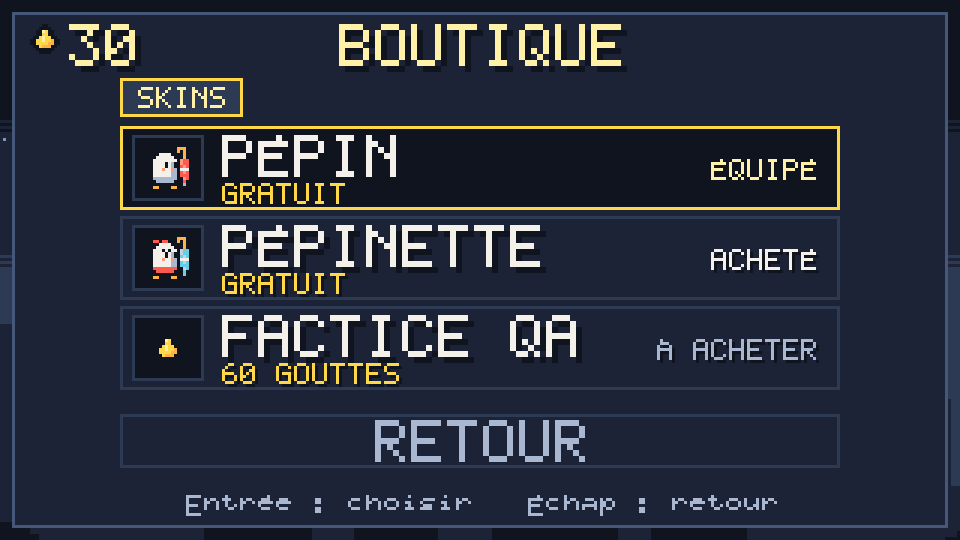 30
BOUTIQUE
SKINS
PÉPIN
GRATUIT
ÉQUIPÉ
PÉPINETTE
GRATUIT
ACHETÉ
FACTICE QA
60 GOUTTES
À ACHETER
RETOUR
Entrée : choisir Échap : retour